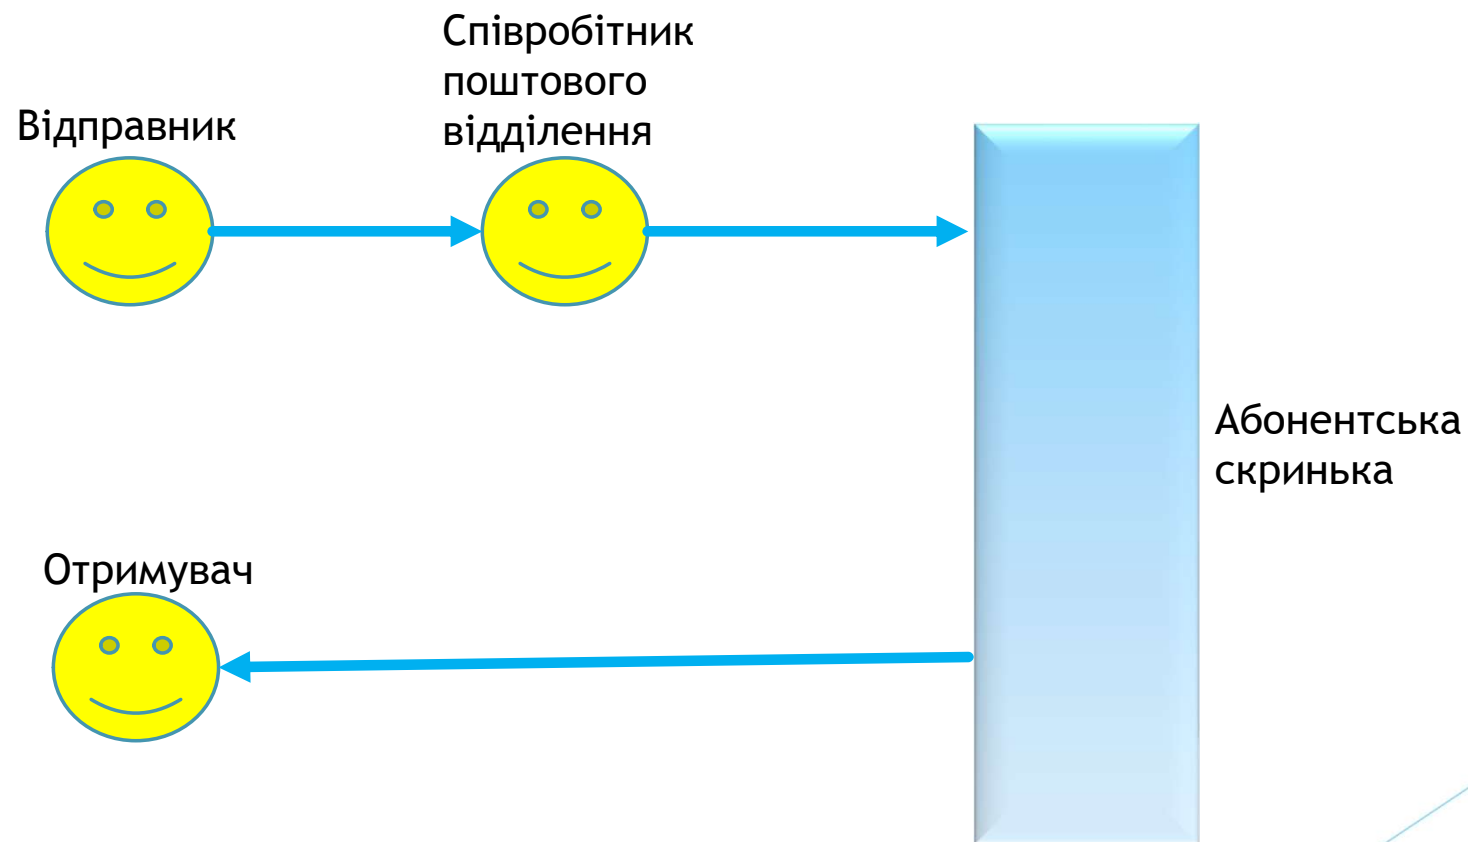 Співробітник
поштового
відділення
Відправник
Абонентська
скринька
Отримувач